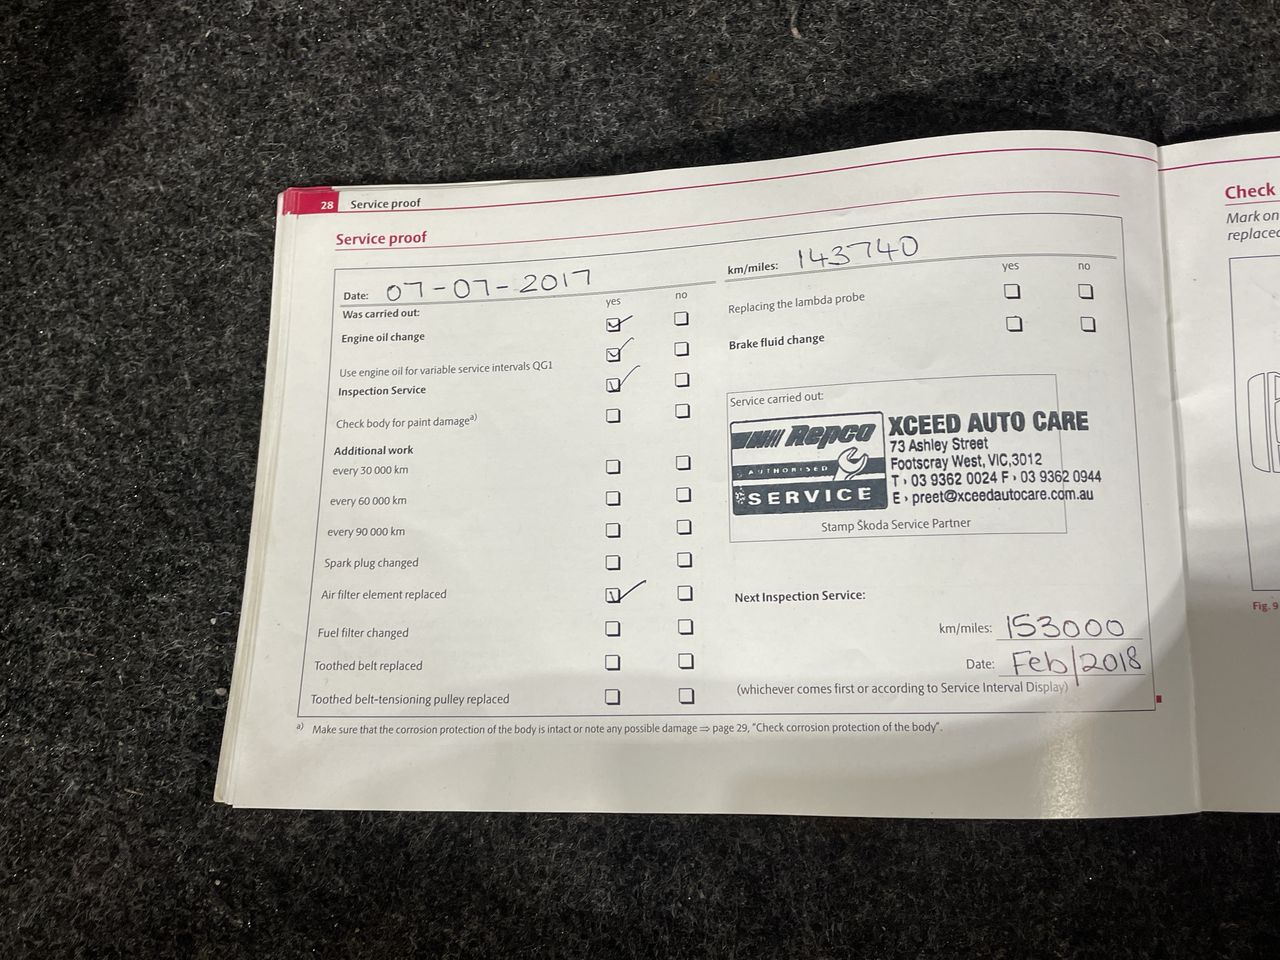 28 Service proof
Service proof
Date: 07-07-2017
km/miles: 143740
Was carried out: yes no
Engine oil change
Use engine oil for variable service intervals QG1
Inspection Service
Check body for paint damage a)
Additional work
every 30 000 km
every 60 000 km
every 90 000 km
Spark plug changed
Air filter element replaced
Fuel filter changed
Toothed belt replaced
Toothed belt-tensioning pulley replaced
yes no
Replacing the lambda probe
Brake fluid change
Service carried out:
Repco
AUTHORISED
SERVICE
XCEED AUTO CARE
73 Ashley Street
Footscray West, VIC,3012
T › 03 9362 0024 F › 03 9362 0944
E › preet@xceedautocare.com.au
Stamp Škoda Service Partner
Next Inspection Service:
km/miles: 153000
Date: Feb/2018
(whichever comes first or according to Service Interval Display)
a) Make sure that the corrosion protection of the body is intact or note any possible damage ⇒ page 29, "Check corrosion protection of the body".
Check
Mark on
replaced
Fig. 9